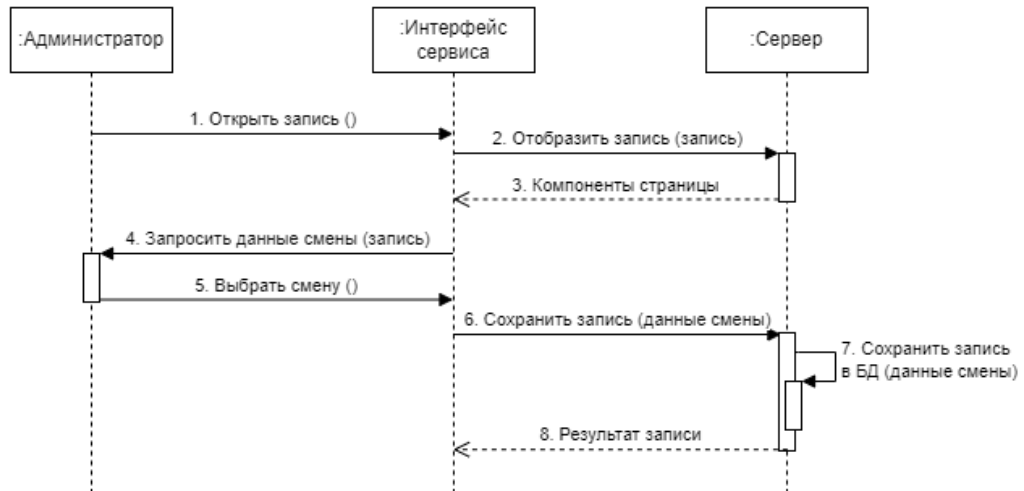 :Администратор
:Интерфейс
сервиса
:Сервер
1. Открыть запись ()
2. Отобразить запись (запись)
3. Компоненты страницы
4. Запросить данные смены (запись)
5. Выбрать смену ()
6. Сохранить запись (данные смены)
7. Сохранить запись
в БД (данные смены)
8. Результат записи